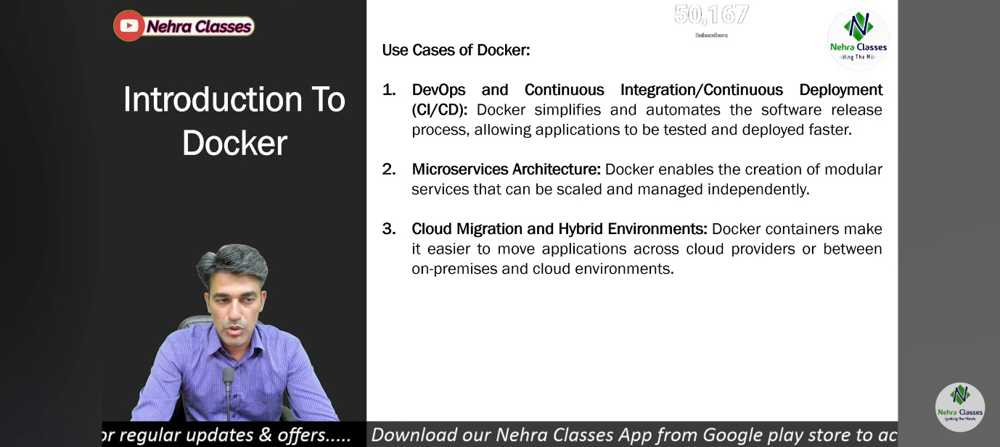 Nehra Classes
Introduction To
Docker
50,167
Subscribers
Nehra Classes
Use Cases of Docker:
1. DevOps and Continuous Integration/Continuous Deployment
(CI/CD): Docker simplifies and automates the software release
process, allowing applications to be tested and deployed faster.
2. Microservices Architecture: Docker enables the creation of modular
services that can be scaled and managed independently.
3. Cloud Migration and Hybrid Environments: Docker containers make
it easier to move applications across cloud providers or between
on-premises and cloud environments.
Nehra Classes
Igniting The Minds
or regular updates & offers..... Download our Nehra Classes App from Google play store to ac